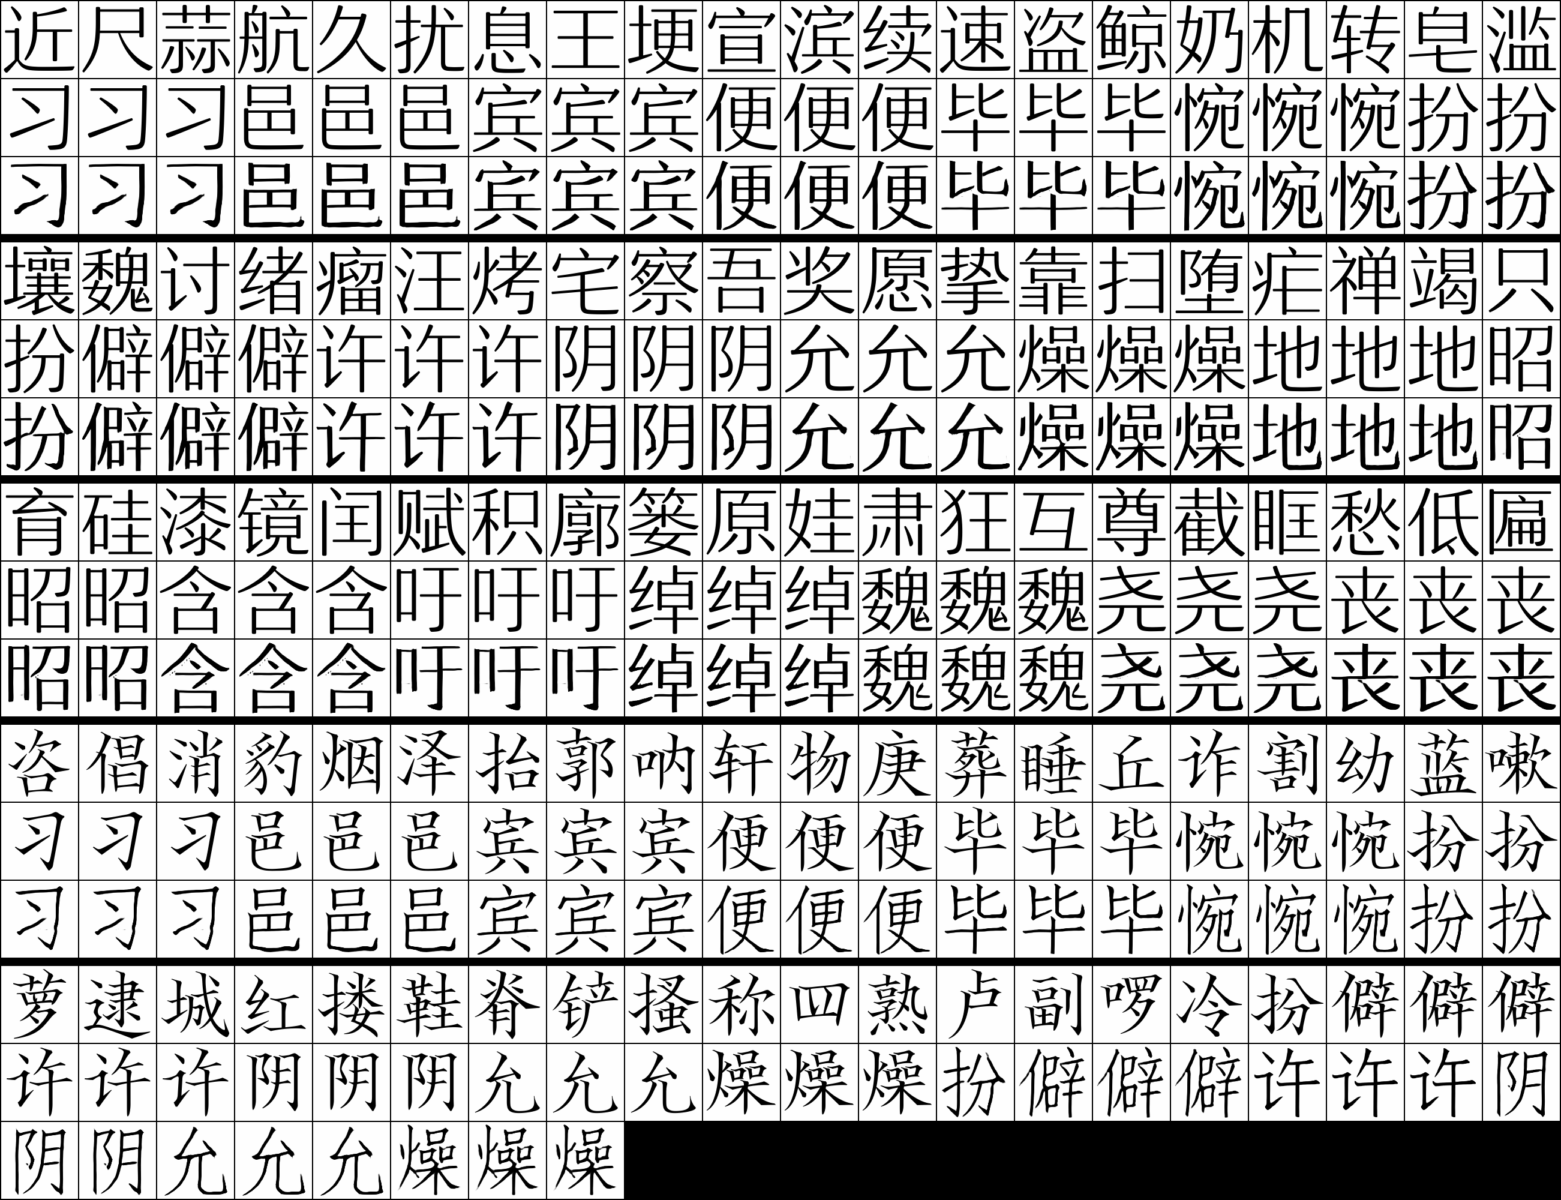 近尺蒜航久扰息王埂宣滨续速盗鲸奶机转皂滥
习习习邑邑邑宾宾宾便便便毕毕毕惋惋惋扮扮
习习习邑邑邑宾宾宾便便便毕毕毕惋惋惋扮扮
壤魏讨绪瘤汪烤宅察吾奖愿挚靠扫堕疟禅竭只
扮僻僻僻许许许阴阴阴允允允燥燥燥地地地昭
扮僻僻僻许许许阴阴阴允允允燥燥燥地地地昭
育硅漆镜闰赋积廓篓原娃肃狂互尊截眶愁低匾
昭昭含含含吁吁吁绰绰绰魏魏魏尧尧尧丧丧丧
昭昭含含含吁吁吁绰绰绰魏魏魏尧尧尧丧丧丧
咨倡消豹烟泽抬郭呐轩物庚葬睡丘诈割幼蓝嗽
习习习邑邑邑宾宾宾便便便毕毕毕惋惋惋扮扮
习习习邑邑邑宾宾宾便便便毕毕毕惋惋惋扮扮
萝逮城红搂鞋脊铲搔称四熟卢副啰冷扮僻僻僻
许许许阴阴阴允允允燥燥燥扮僻僻僻许许许阴
阴阴允允允燥燥燥